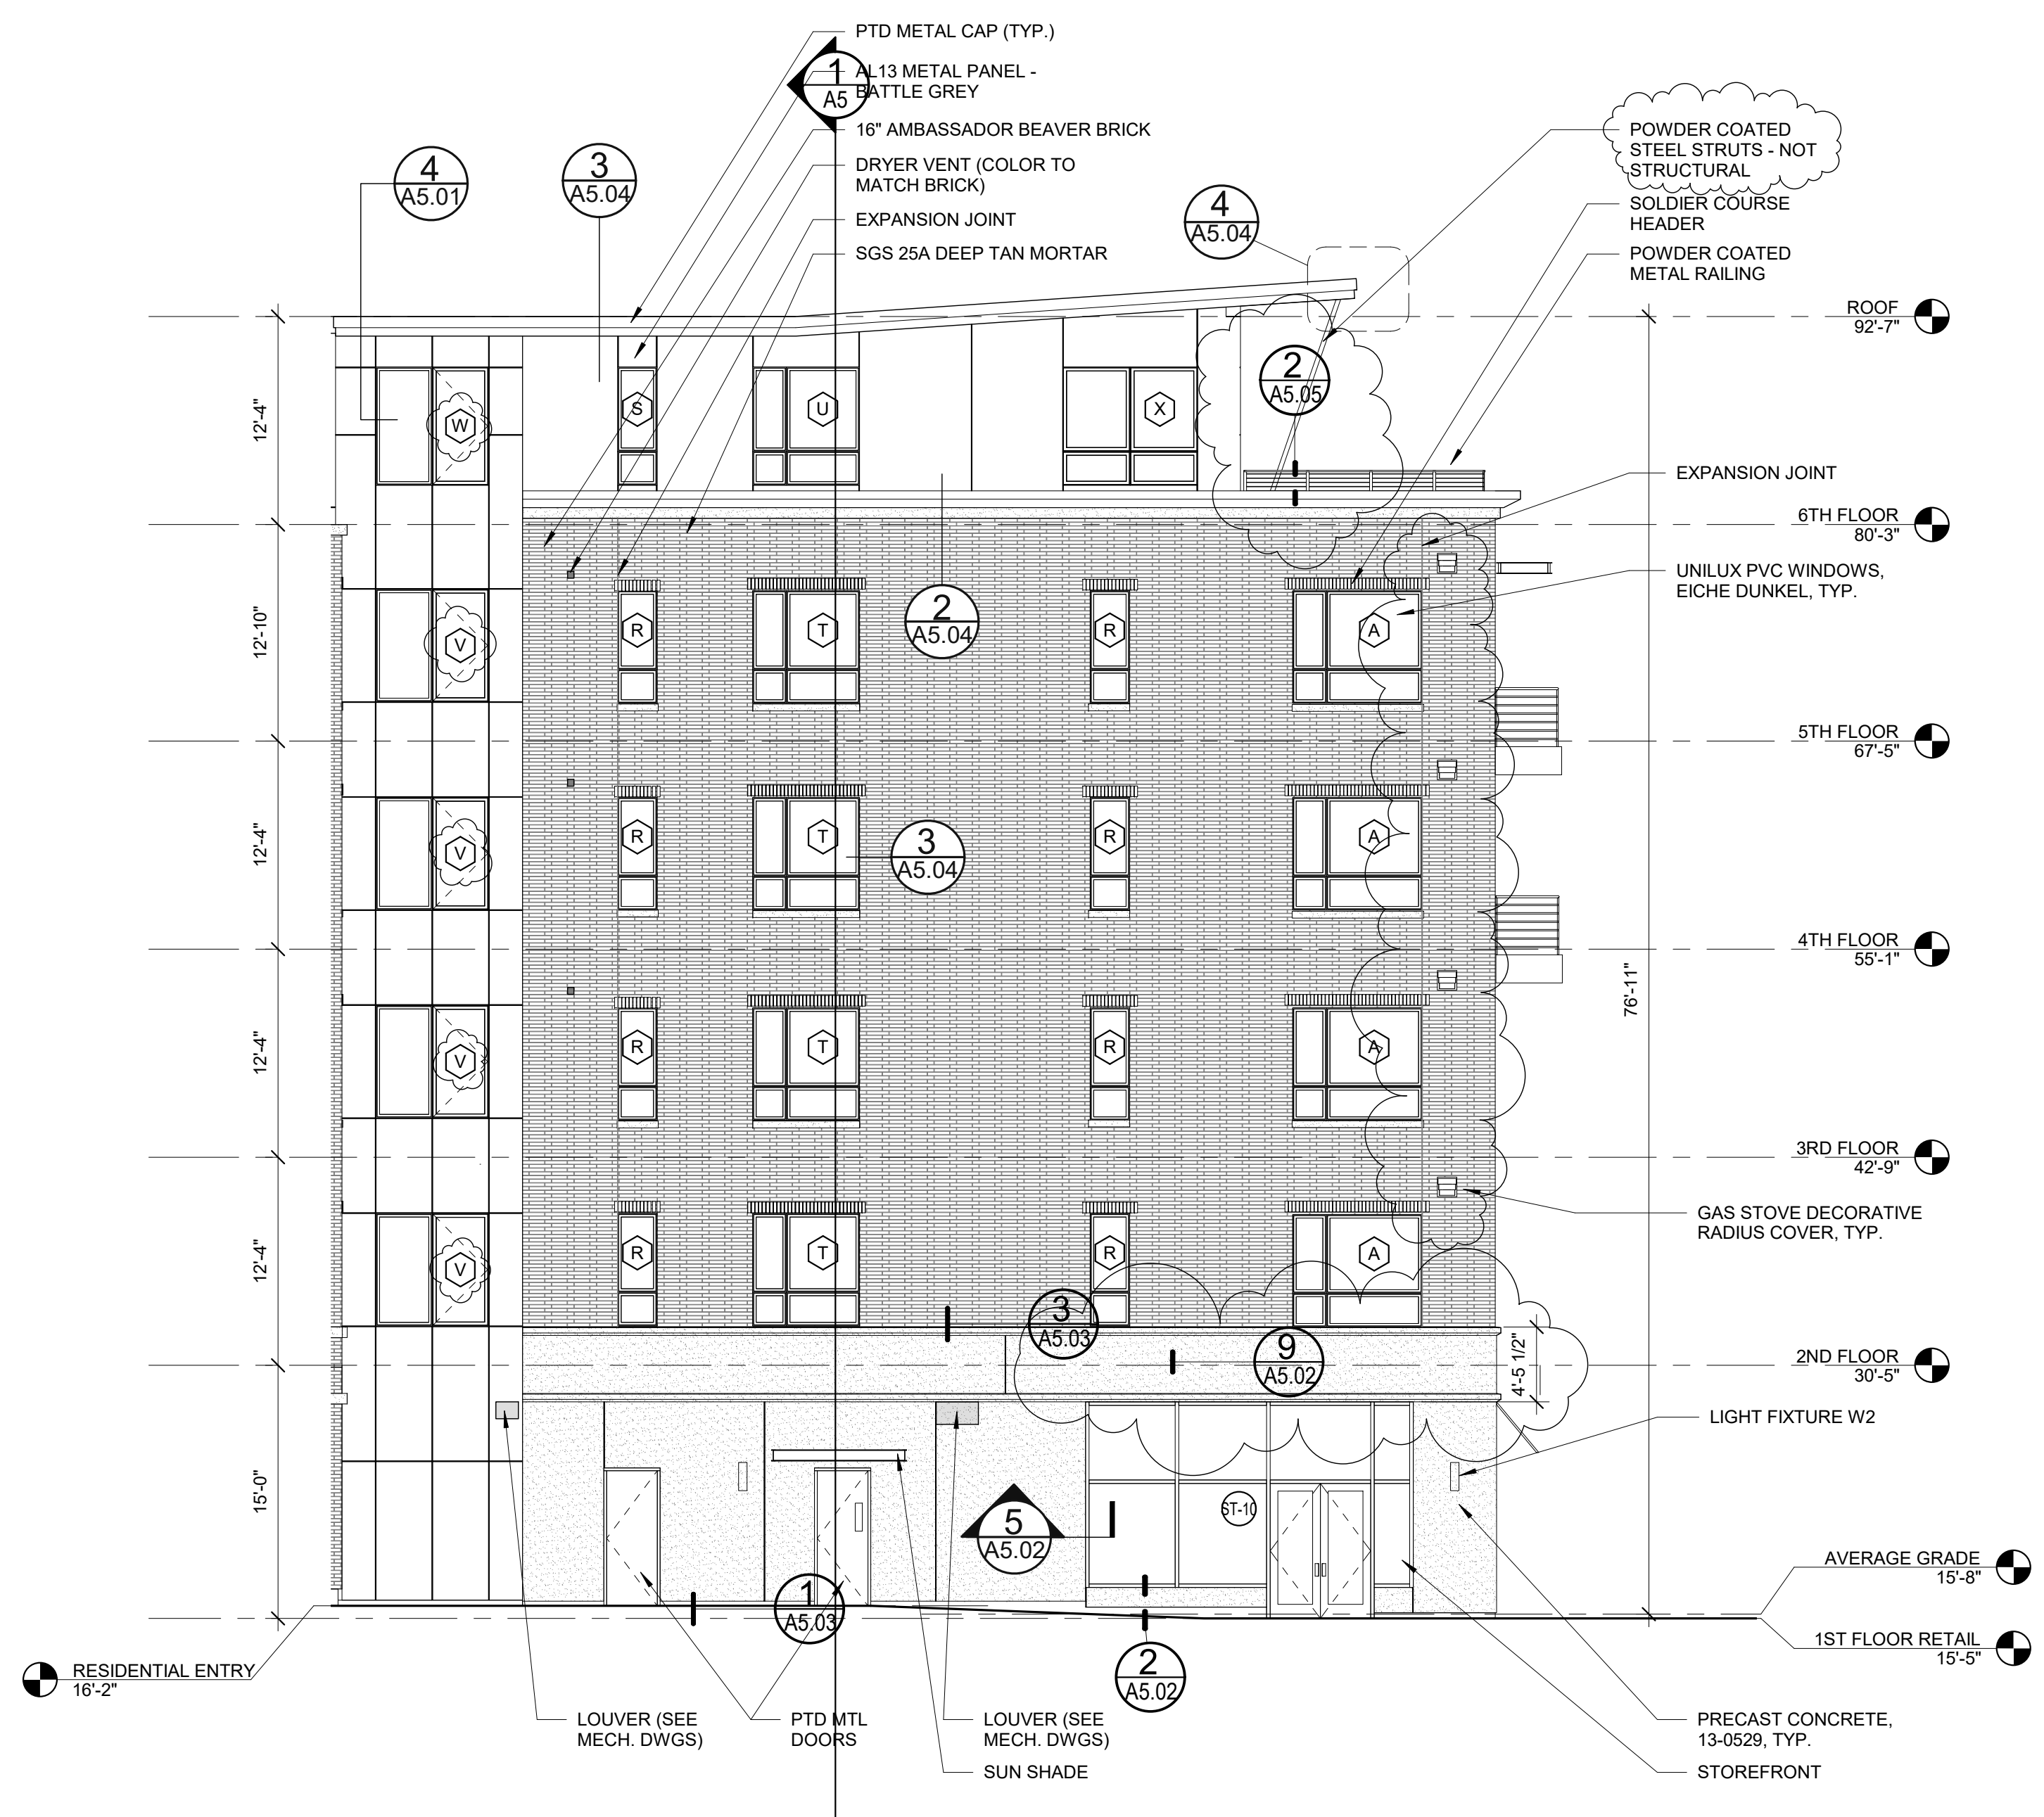 PTD METAL CAP (TYP.)
1
A5
AL13 METAL PANEL -
BATTLE GREY
16" AMBASSADOR BEAVER BRICK
DRYER VENT (COLOR TO
MATCH BRICK)
EXPANSION JOINT
SGS 25A DEEP TAN MORTAR
4
A5.01
3
A5.04
4
A5.04
POWDER COATED
STEEL STRUTS - NOT
STRUCTURAL
SOLDIER COURSE
HEADER
POWDER COATED
METAL RAILING
ROOF
92'-7"
2
A5.05
12'-4"
W
S
U
X
EXPANSION JOINT
6TH FLOOR
80'-3"
UNILUX PVC WINDOWS,
EICHE DUNKEL, TYP.
12'-10"
V
R
T
2
A5.04
R
A
5TH FLOOR
67'-5"
12'-4"
V
R
T
3
A5.04
R
A
4TH FLOOR
55'-1"
76'-11"
12'-4"
V
R
T
R
A
3RD FLOOR
42'-9"
GAS STOVE DECORATIVE
RADIUS COVER, TYP.
12'-4"
V
R
T
R
A
3
A5.03
9
A5.02
4'-5 1/2"
2ND FLOOR
30'-5"
LIGHT FIXTURE W2
15'-0"
5
A5.02
ST-10
AVERAGE GRADE
15'-8"
1
A5.03
1ST FLOOR RETAIL
15'-5"
RESIDENTIAL ENTRY
16'-2"
2
A5.02
LOUVER (SEE
MECH. DWGS)
PTD MTL
DOORS
LOUVER (SEE
MECH. DWGS)
SUN SHADE
PRECAST CONCRETE,
13-0529, TYP.
STOREFRONT